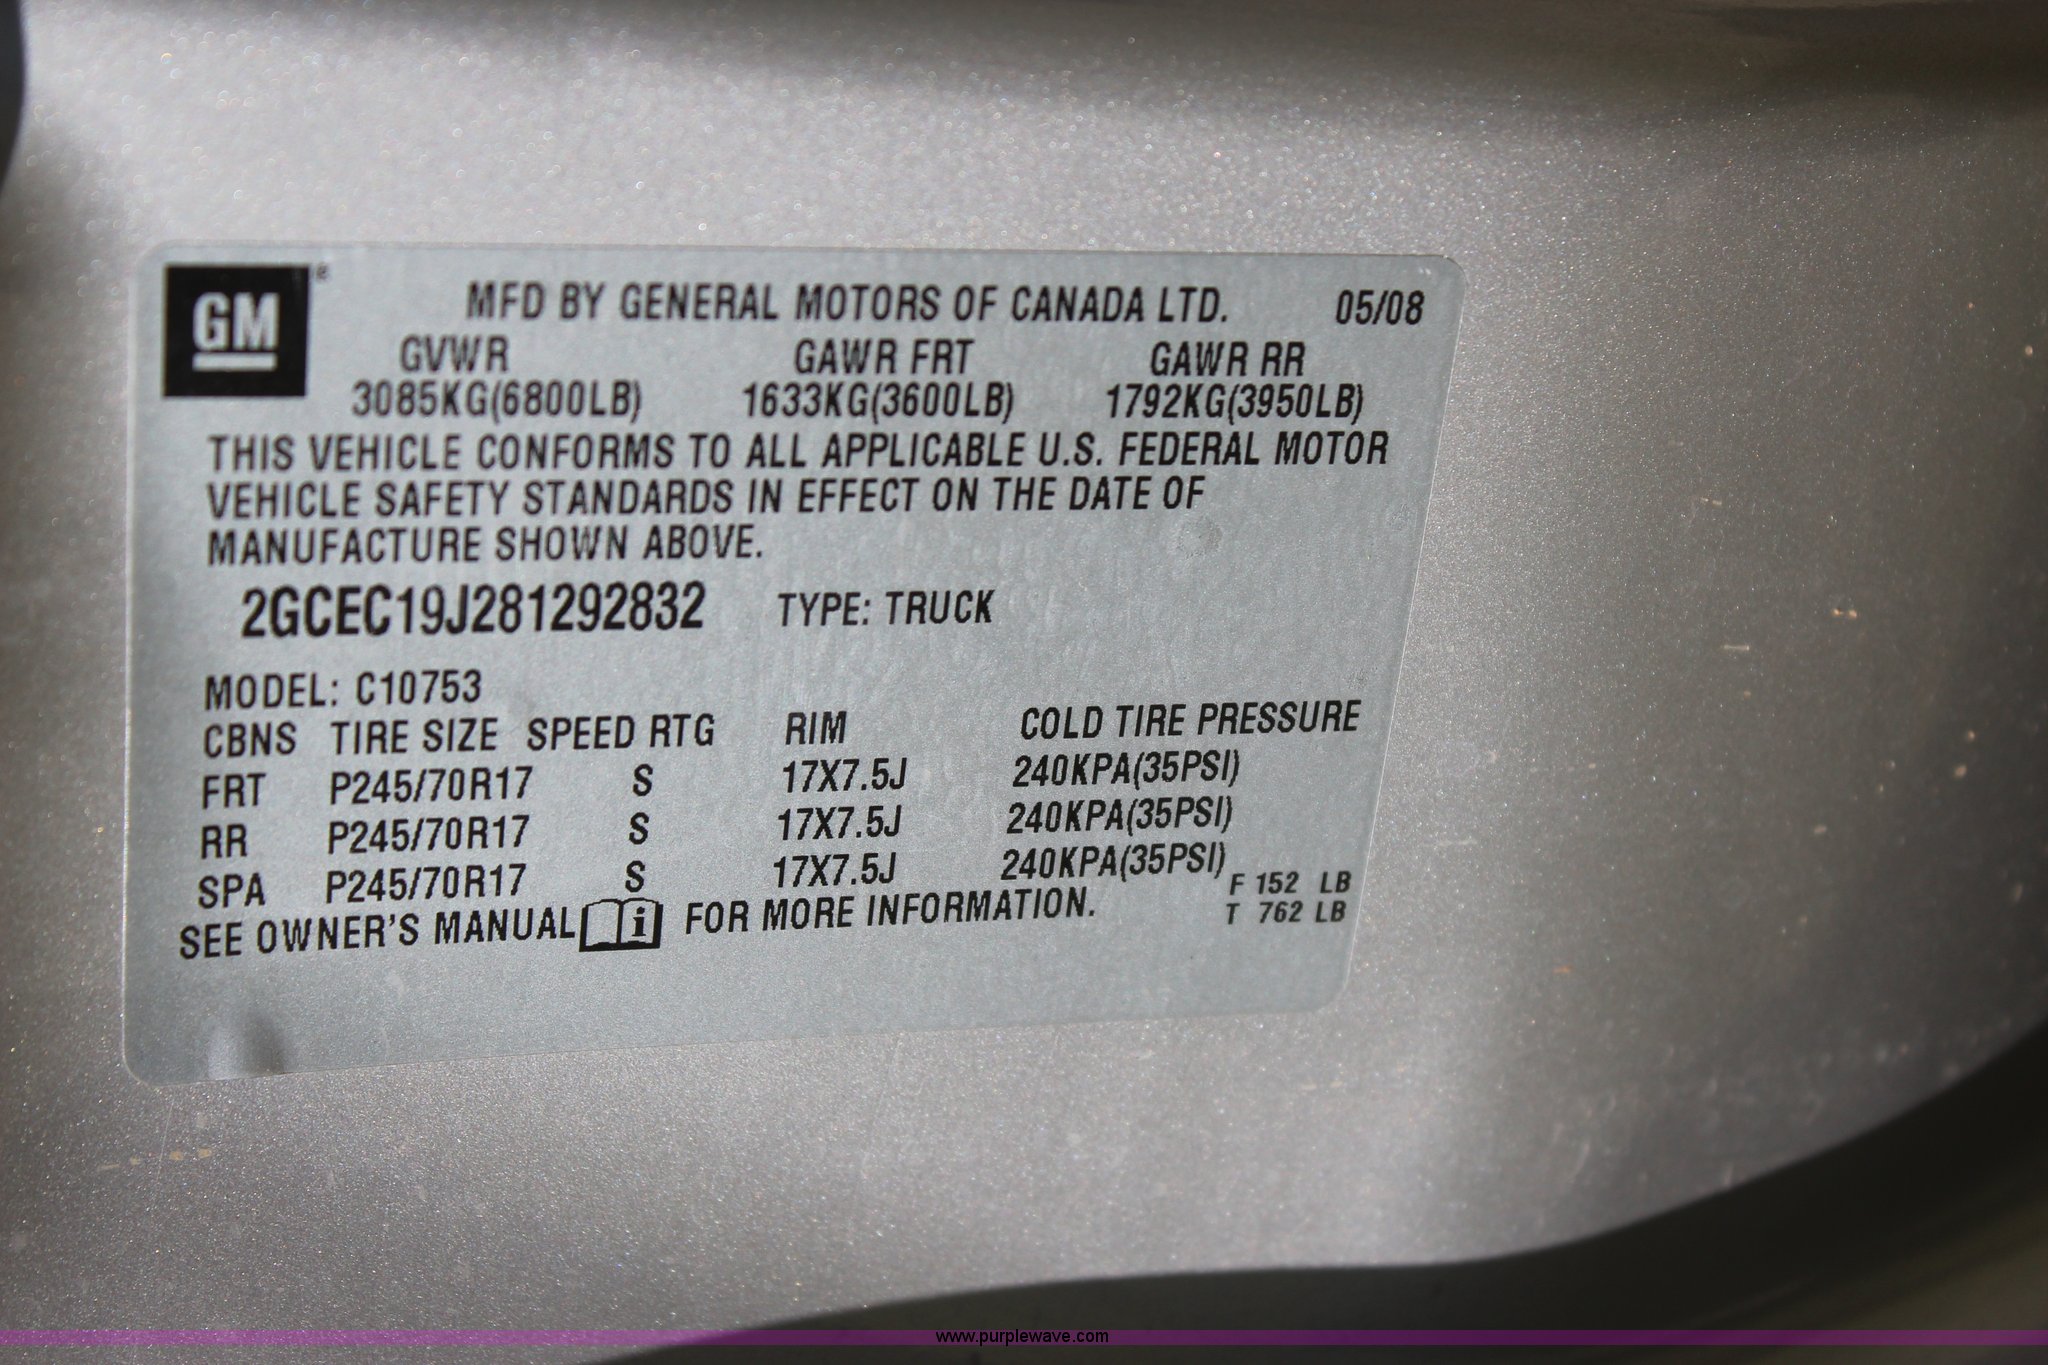 GM
MFD BY GENERAL MOTORS OF CANADA LTD. 05/08
GVWR GAWR FRT GAWR RR
3085KG(6800LB) 1633KG(3600LB) 1792KG(3950LB)
THIS VEHICLE CONFORMS TO ALL APPLICABLE U.S. FEDERAL MOTOR
VEHICLE SAFETY STANDARDS IN EFFECT ON THE DATE OF
MANUFACTURE SHOWN ABOVE.
2GCEC19J281292832 TYPE: TRUCK
MODEL: C10753
CBNS TIRE SIZE SPEED RTG RIM COLD TIRE PRESSURE
FRT P245/70R17 S 17X7.5J 240KPA(35PSI)
RR P245/70R17 S 17X7.5J 240KPA(35PSI)
SPA P245/70R17 S 17X7.5J 240KPA(35PSI)
F 152 LB
T 762 LB
SEE OWNER'S MANUAL i FOR MORE INFORMATION.
www.purplewave.com